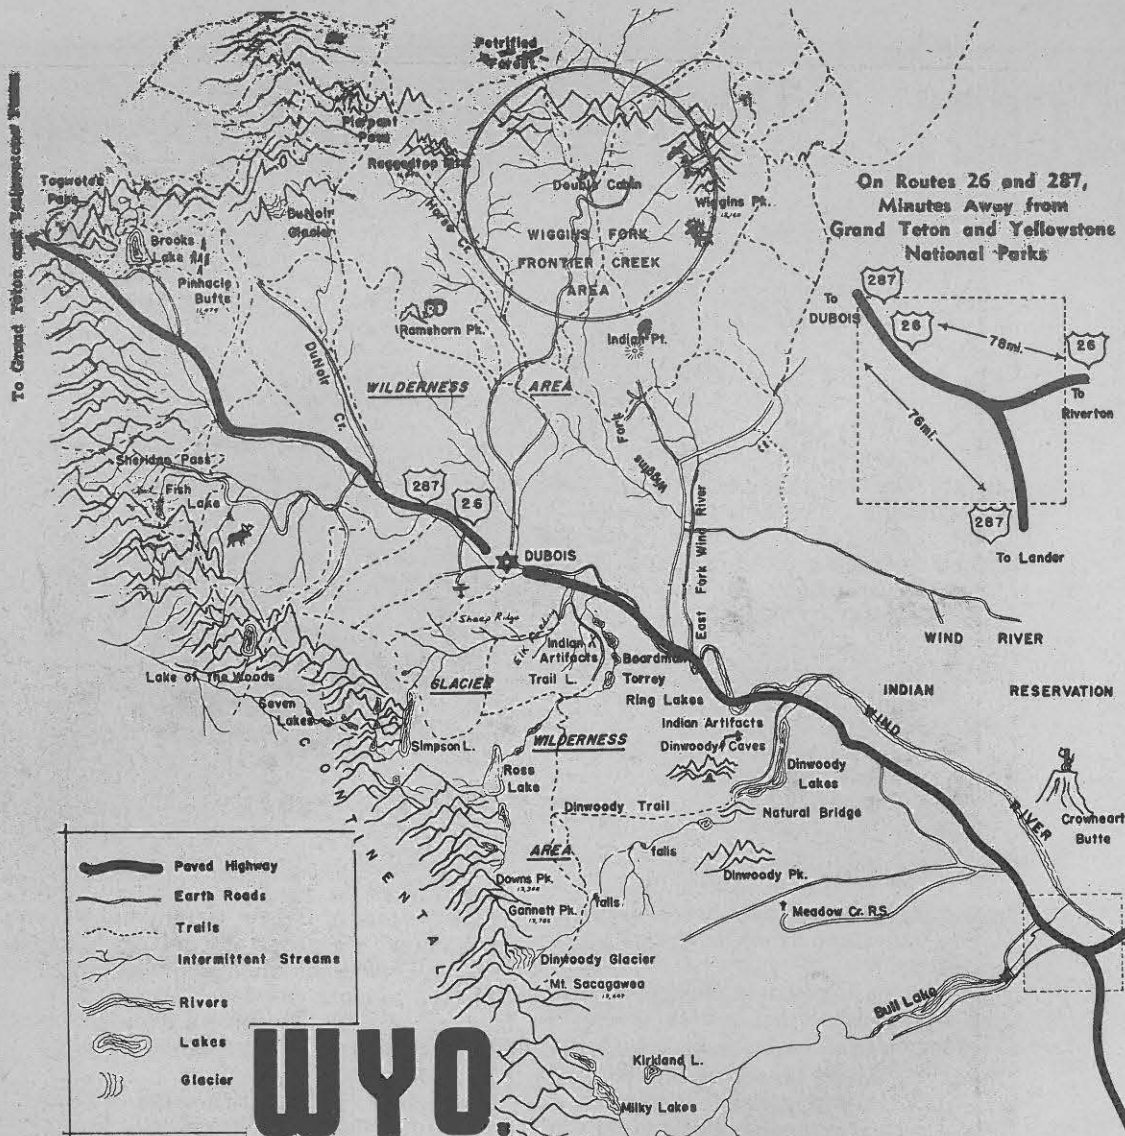 Petrified
Forest
Pierpont
Pass
Raggedtop Mtn.
Togwotee
Pass
DuNoir
Glacier
Horse Cr.
Double Cabin
Wiggins Pk.
WIGGINS FORK
FRONTIER CREEK
AREA
Brooks
Lake
Pinnacle
Butts
Ramshorn Pk.
Indian Pt.
To Grand Teton and Yellowstone Parks
On Routes 26 and 287,
Minutes Away from
Grand Teton and Yellowstone
National Parks
287
To
DUBOIS
26
78mi.
26
To
Riverton
76mi.
287
To Lander
DuNoir
Cr.
WILDERNESS AREA
Fork
Wiggins
Cr.
Sheridan Pass
Fish
Lake
287
26
DUBOIS
East Fork Wind River
WIND RIVER
INDIAN RESERVATION
Sheep Ridge
Indian X
Artifacts
Trail L.
Boardman
Torrey
Ring Lakes
Lake of The Woods
GLACIER
Seven
Lakes
Simpson L.
WILDERNESS
Indian Artifacts
Dinwoody Caves
WIND
RIVER
Ross
Lake
Dinwoody
Lakes
Dinwoody Trail
Natural Bridge
Crowheart
Butte
CONTINENTAL
AREA
falls
Dinwoody Pk.
Downs Pk.
Gannett Pk.
falls
Meadow Cr. R.S.
Dinwoody Glacier
Mt. Sacagawea
Bull Lake
Kirkland L.
Milky Lakes
Paved Highway
Earth Roads
Trails
Intermittent Streams
Rivers
Lakes
Glacier
WYO.